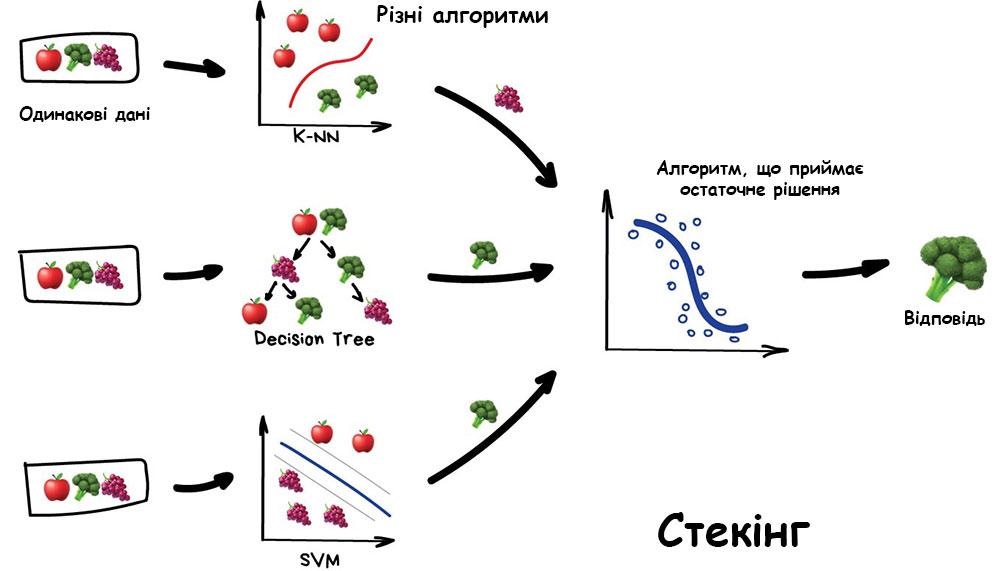 Різні алгоритми
Одинакові дані
K-NN
Алгоритм, що приймає
остаточне рішення
Відповідь
Decision Tree
SVM
Стекінг